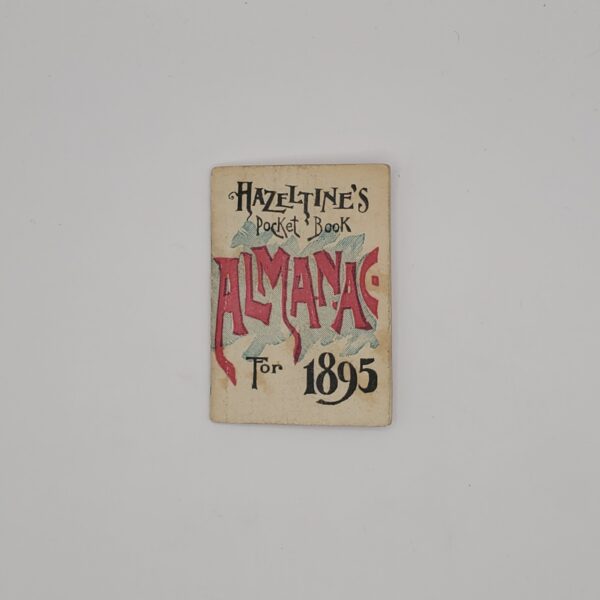 HAZELTINE'S
Pocket Book
ALMANAC
For 1895